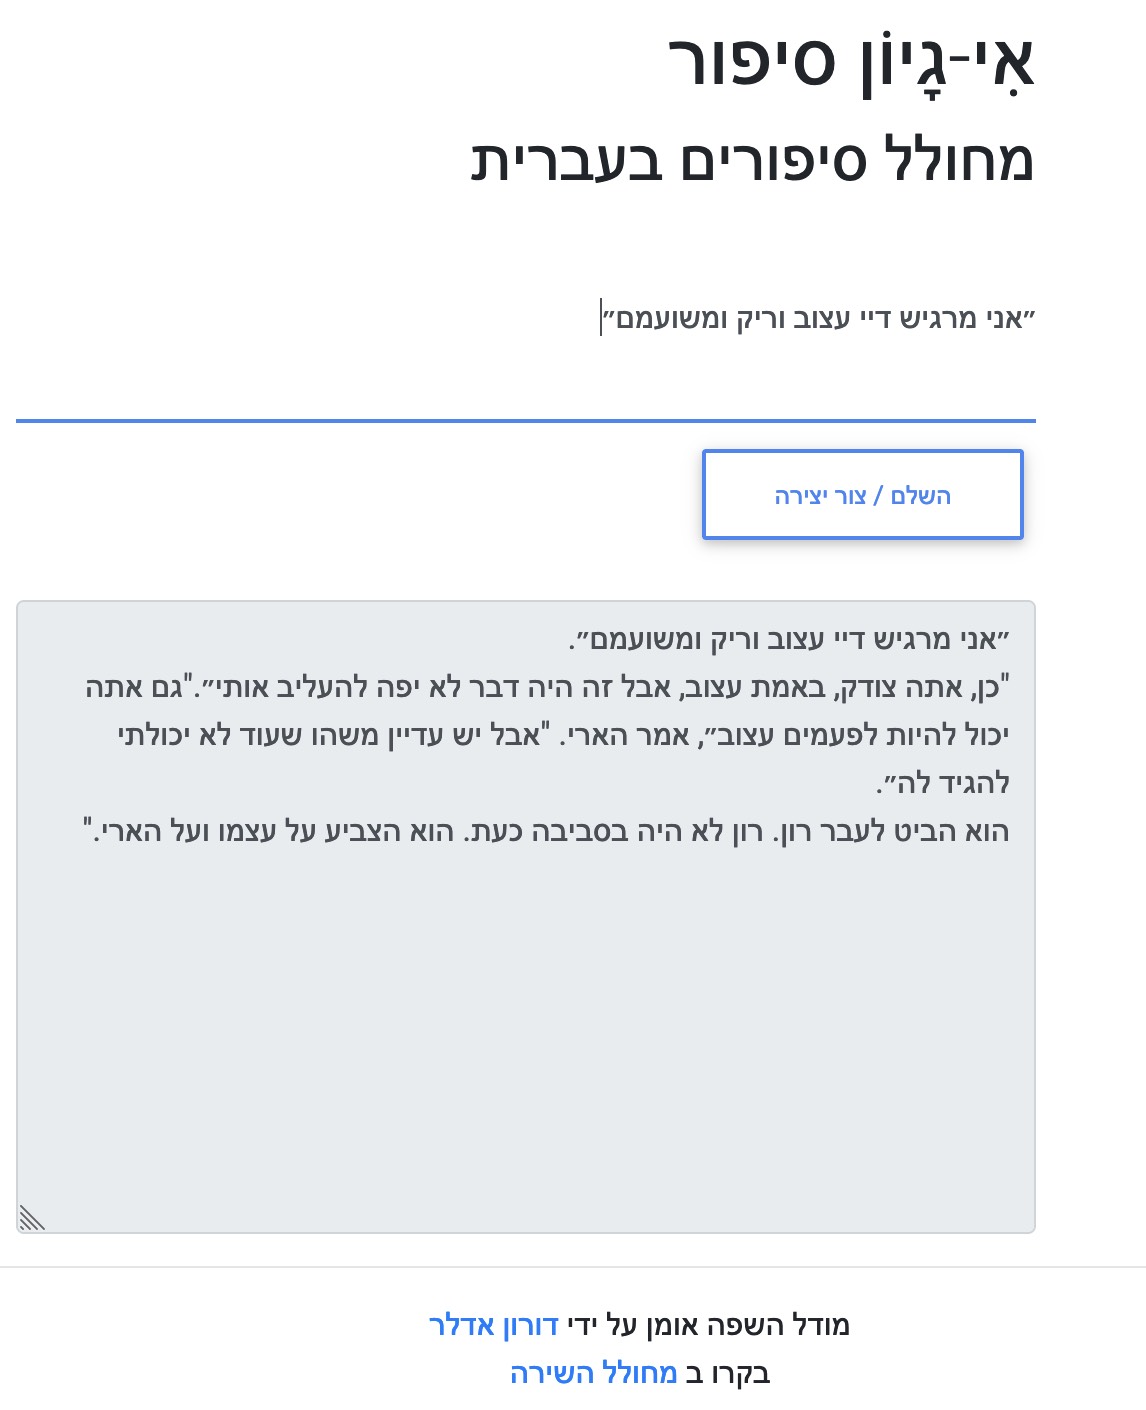 אִי-גָיוֹן סיפור
מחולל סיפורים בעברית
״אני מרגיש דיי עצוב וריק ומשועמם״
השלם / צור יצירה
״אני מרגיש דיי עצוב וריק ומשועמם״.
"כן, אתה צודק, באמת עצוב, אבל זה היה דבר לא יפה להעליב אותי״."גם אתה
יכול להיות לפעמים עצוב״, אמר הארי. "אבל יש עדיין משהו שעוד לא יכולתי
להגיד לה״.
הוא הביט לעבר רון. רון לא היה בסביבה כעת. הוא הצביע על עצמו ועל הארי."
מודל השפה אומן על ידי דורון אדלר
בקרו ב מחולל השירה